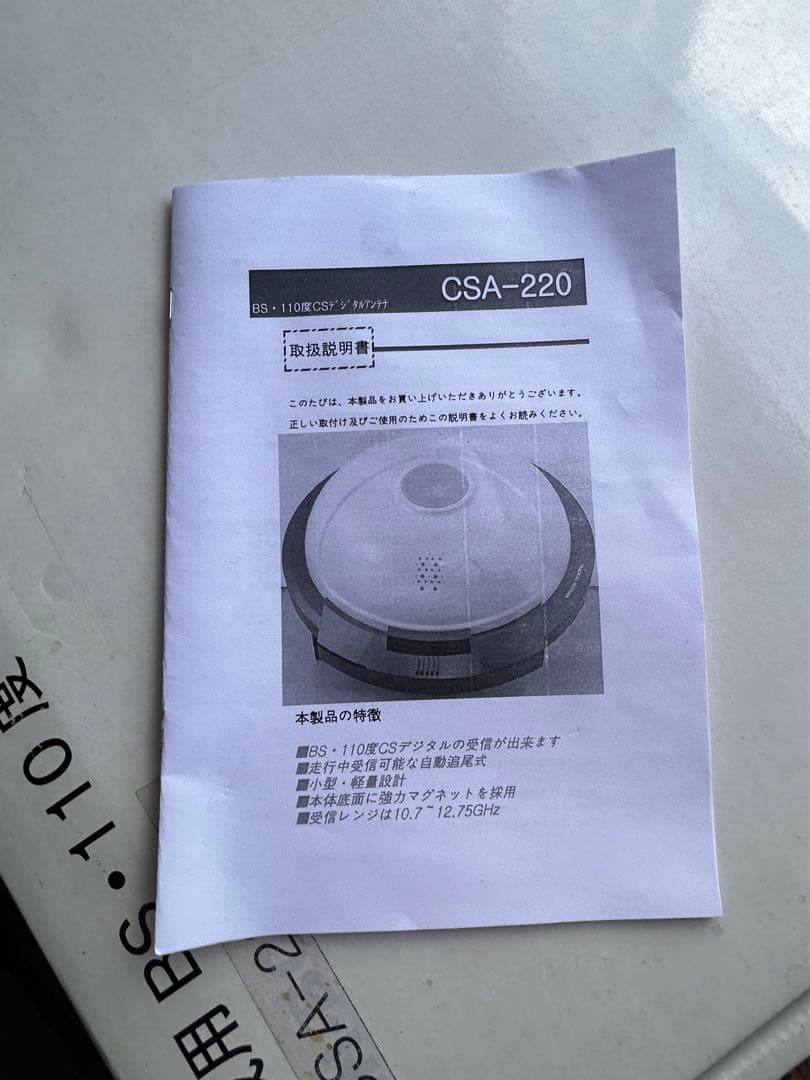 BS・110度CSﾃﾞｼﾞﾀﾙｱﾝﾃﾅ
CSA-220
取扱説明書
このたびは、本製品をお買い上げいただきありがとうございます。
正しい取付け及びご使用のためこの説明書をよくお読みください。
本製品の特徴
■BS・110度CSデジタルの受信が出来ます
■走行中受信可能な自動追尾式
■小型・軽量設計
■本体底面に強力マグネットを採用
■受信レンジは10.7~12.75GHz
用 BS・110度
CSA-2